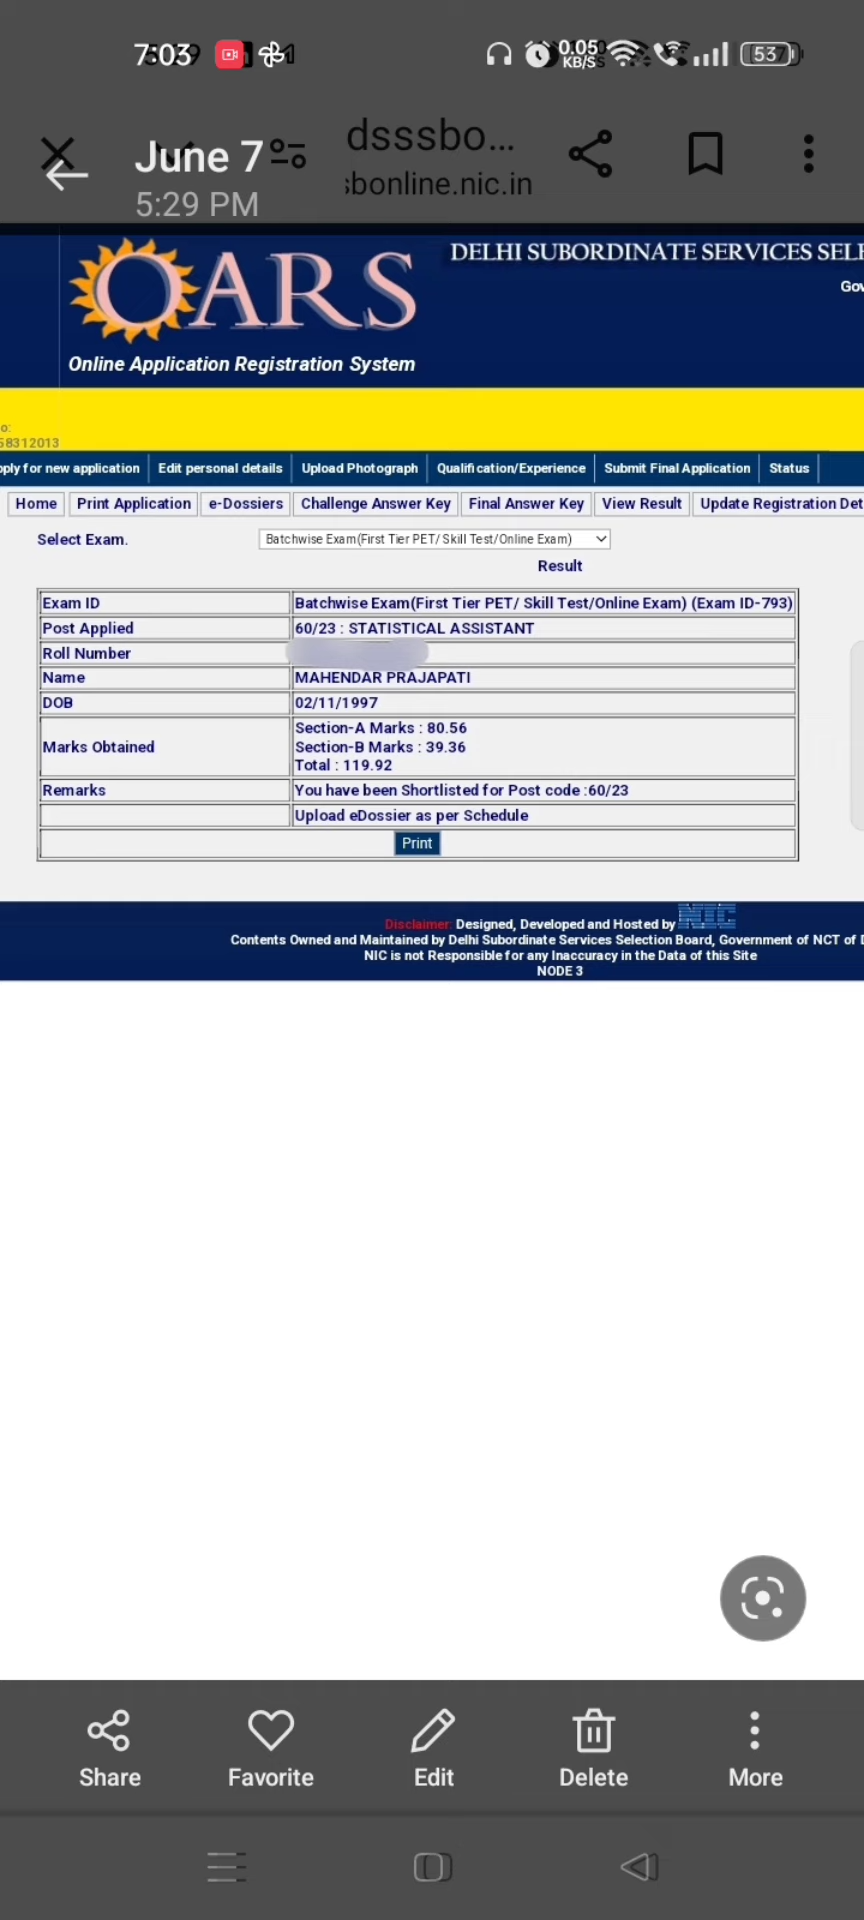 7:03
0.05
KB/S
53
June 7
5:29 PM
dsssbo...
sbonline.nic.in
OARS
Online Application Registration System
DELHI SUBORDINATE SERVICES SELE
Gov
o:
58312013
pply for new application Edit personal details Upload Photograph Qualification/Experience Submit Final Application Status
Home Print Application e-Dossiers Challenge Answer Key Final Answer Key View Result Update Registration Det
Select Exam. Batchwise Exam(First Tier PET/ Skill Test/Online Exam)
Result
Exam ID Batchwise Exam(First Tier PET/ Skill Test/Online Exam) (Exam ID-793)
Post Applied 60/23 : STATISTICAL ASSISTANT
Roll Number
Name MAHENDAR PRAJAPATI
DOB 02/11/1997
Marks Obtained
Section-A Marks : 80.56
Section-B Marks : 39.36
Total : 119.92
Remarks You have been Shortlisted for Post code :60/23
Upload eDossier as per Schedule
Print
Disclaimer: Designed, Developed and Hosted by NIC
Contents Owned and Maintained by Delhi Subordinate Services Selection Board, Government of NCT of D
NIC is not Responsible for any Inaccuracy in the Data of this Site
NODE 3
Share Favorite Edit Delete More